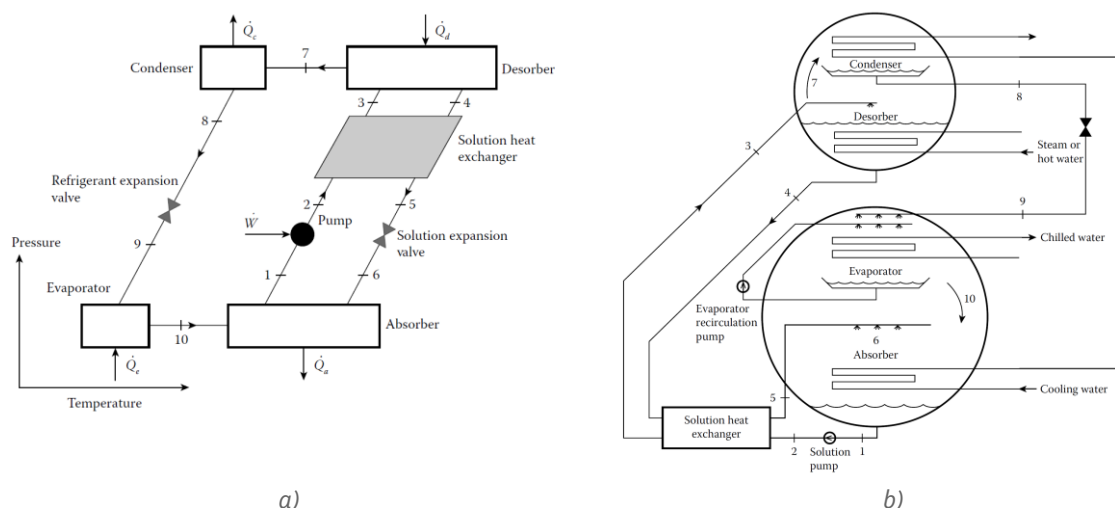 Q̇c
Q̇d
7
Condenser
Desorber
3
4
8
Solution heat
exchanger
Refrigerant expansion
valve
2
5
Ẇ
Pump
Solution expansion
valve
Pressure
9
1
6
Evaporator
Absorber
10
Q̇e
Q̇a
Temperature
a)
Condenser
7
8
Desorber
3
Steam or
hot water
4
9
Chilled water
Evaporator
10
Evaporator
recirculation
pump
6
Absorber
Cooling water
5
Solution heat
exchanger
2
Solution
pump
1
b)